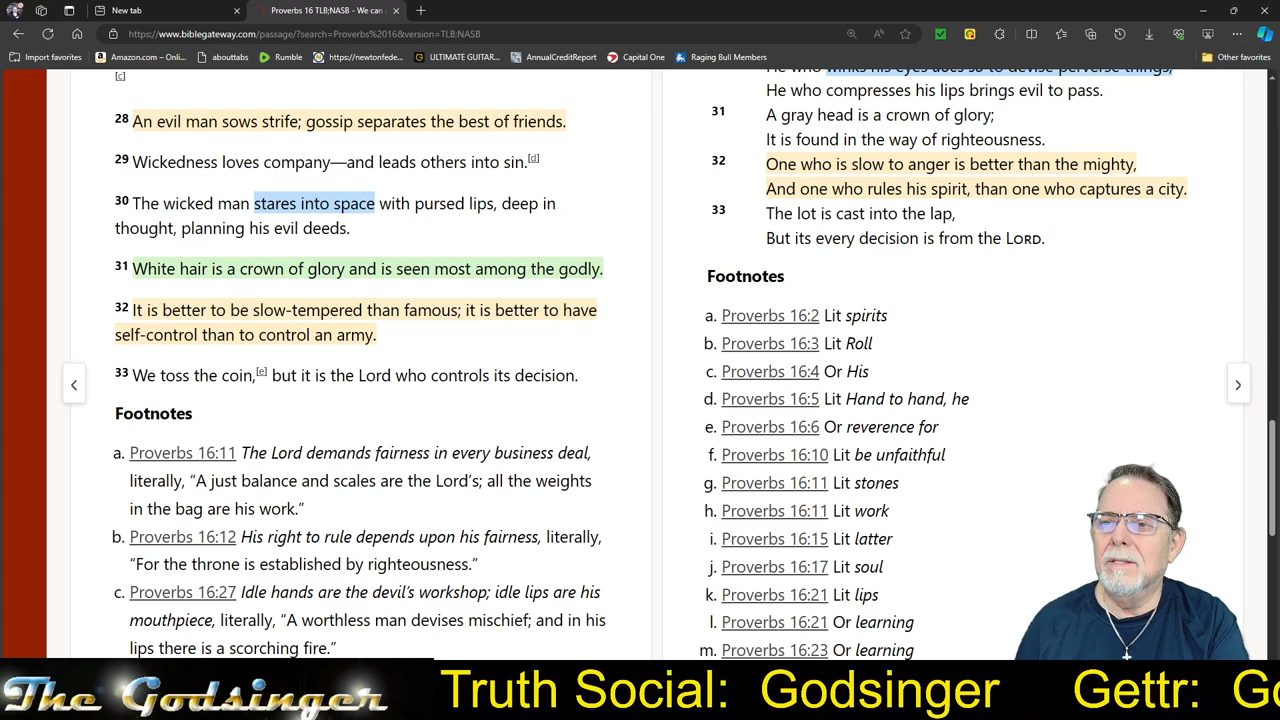 New tab
Proverbs 16 TLB;NASB - We can
https://www.biblegateway.com/passage/?search=Proverbs%2016&version=TLB;NASB
Import favorites
Amazon.com – Onli...
abouttabs
Rumble
https://newtonfede...
ULTIMATE GUITAR...
AnnualCreditReport
Capital One
Raging Bull Members
Other favorites
[c]
28 An evil man sows strife; gossip separates the best of friends.
29 Wickedness loves company—and leads others into sin.[d]
30 The wicked man stares into space with pursed lips, deep in
thought, planning his evil deeds.
31 White hair is a crown of glory and is seen most among the godly.
32 It is better to be slow-tempered than famous; it is better to have
self-control than to control an army.
33 We toss the coin,[e] but it is the Lord who controls its decision.
Footnotes
a. Proverbs 16:11 The Lord demands fairness in every business deal,
literally, “A just balance and scales are the Lord’s; all the weights
in the bag are his work.”
b. Proverbs 16:12 His right to rule depends upon his fairness, literally,
“For the throne is established by righteousness.”
c. Proverbs 16:27 Idle hands are the devil’s workshop; idle lips are his
mouthpiece, literally, “A worthless man devises mischief; and in his
lips there is a scorching fire.”
He who winks his eyes does so to devise perverse things,
He who compresses his lips brings evil to pass.
31 A gray head is a crown of glory;
It is found in the way of righteousness.
32 One who is slow to anger is better than the mighty,
And one who rules his spirit, than one who captures a city.
33 The lot is cast into the lap,
But its every decision is from the LORD.
Footnotes
a. Proverbs 16:2 Lit spirits
b. Proverbs 16:3 Lit Roll
c. Proverbs 16:4 Or His
d. Proverbs 16:5 Lit Hand to hand, he
e. Proverbs 16:6 Or reverence for
f. Proverbs 16:10 Lit be unfaithful
g. Proverbs 16:11 Lit stones
h. Proverbs 16:11 Lit work
i. Proverbs 16:15 Lit latter
j. Proverbs 16:17 Lit soul
k. Proverbs 16:21 Lit lips
l. Proverbs 16:21 Or learning
m. Proverbs 16:23 Or learning
The Godsinger
Truth Social: Godsinger Gettr: Go